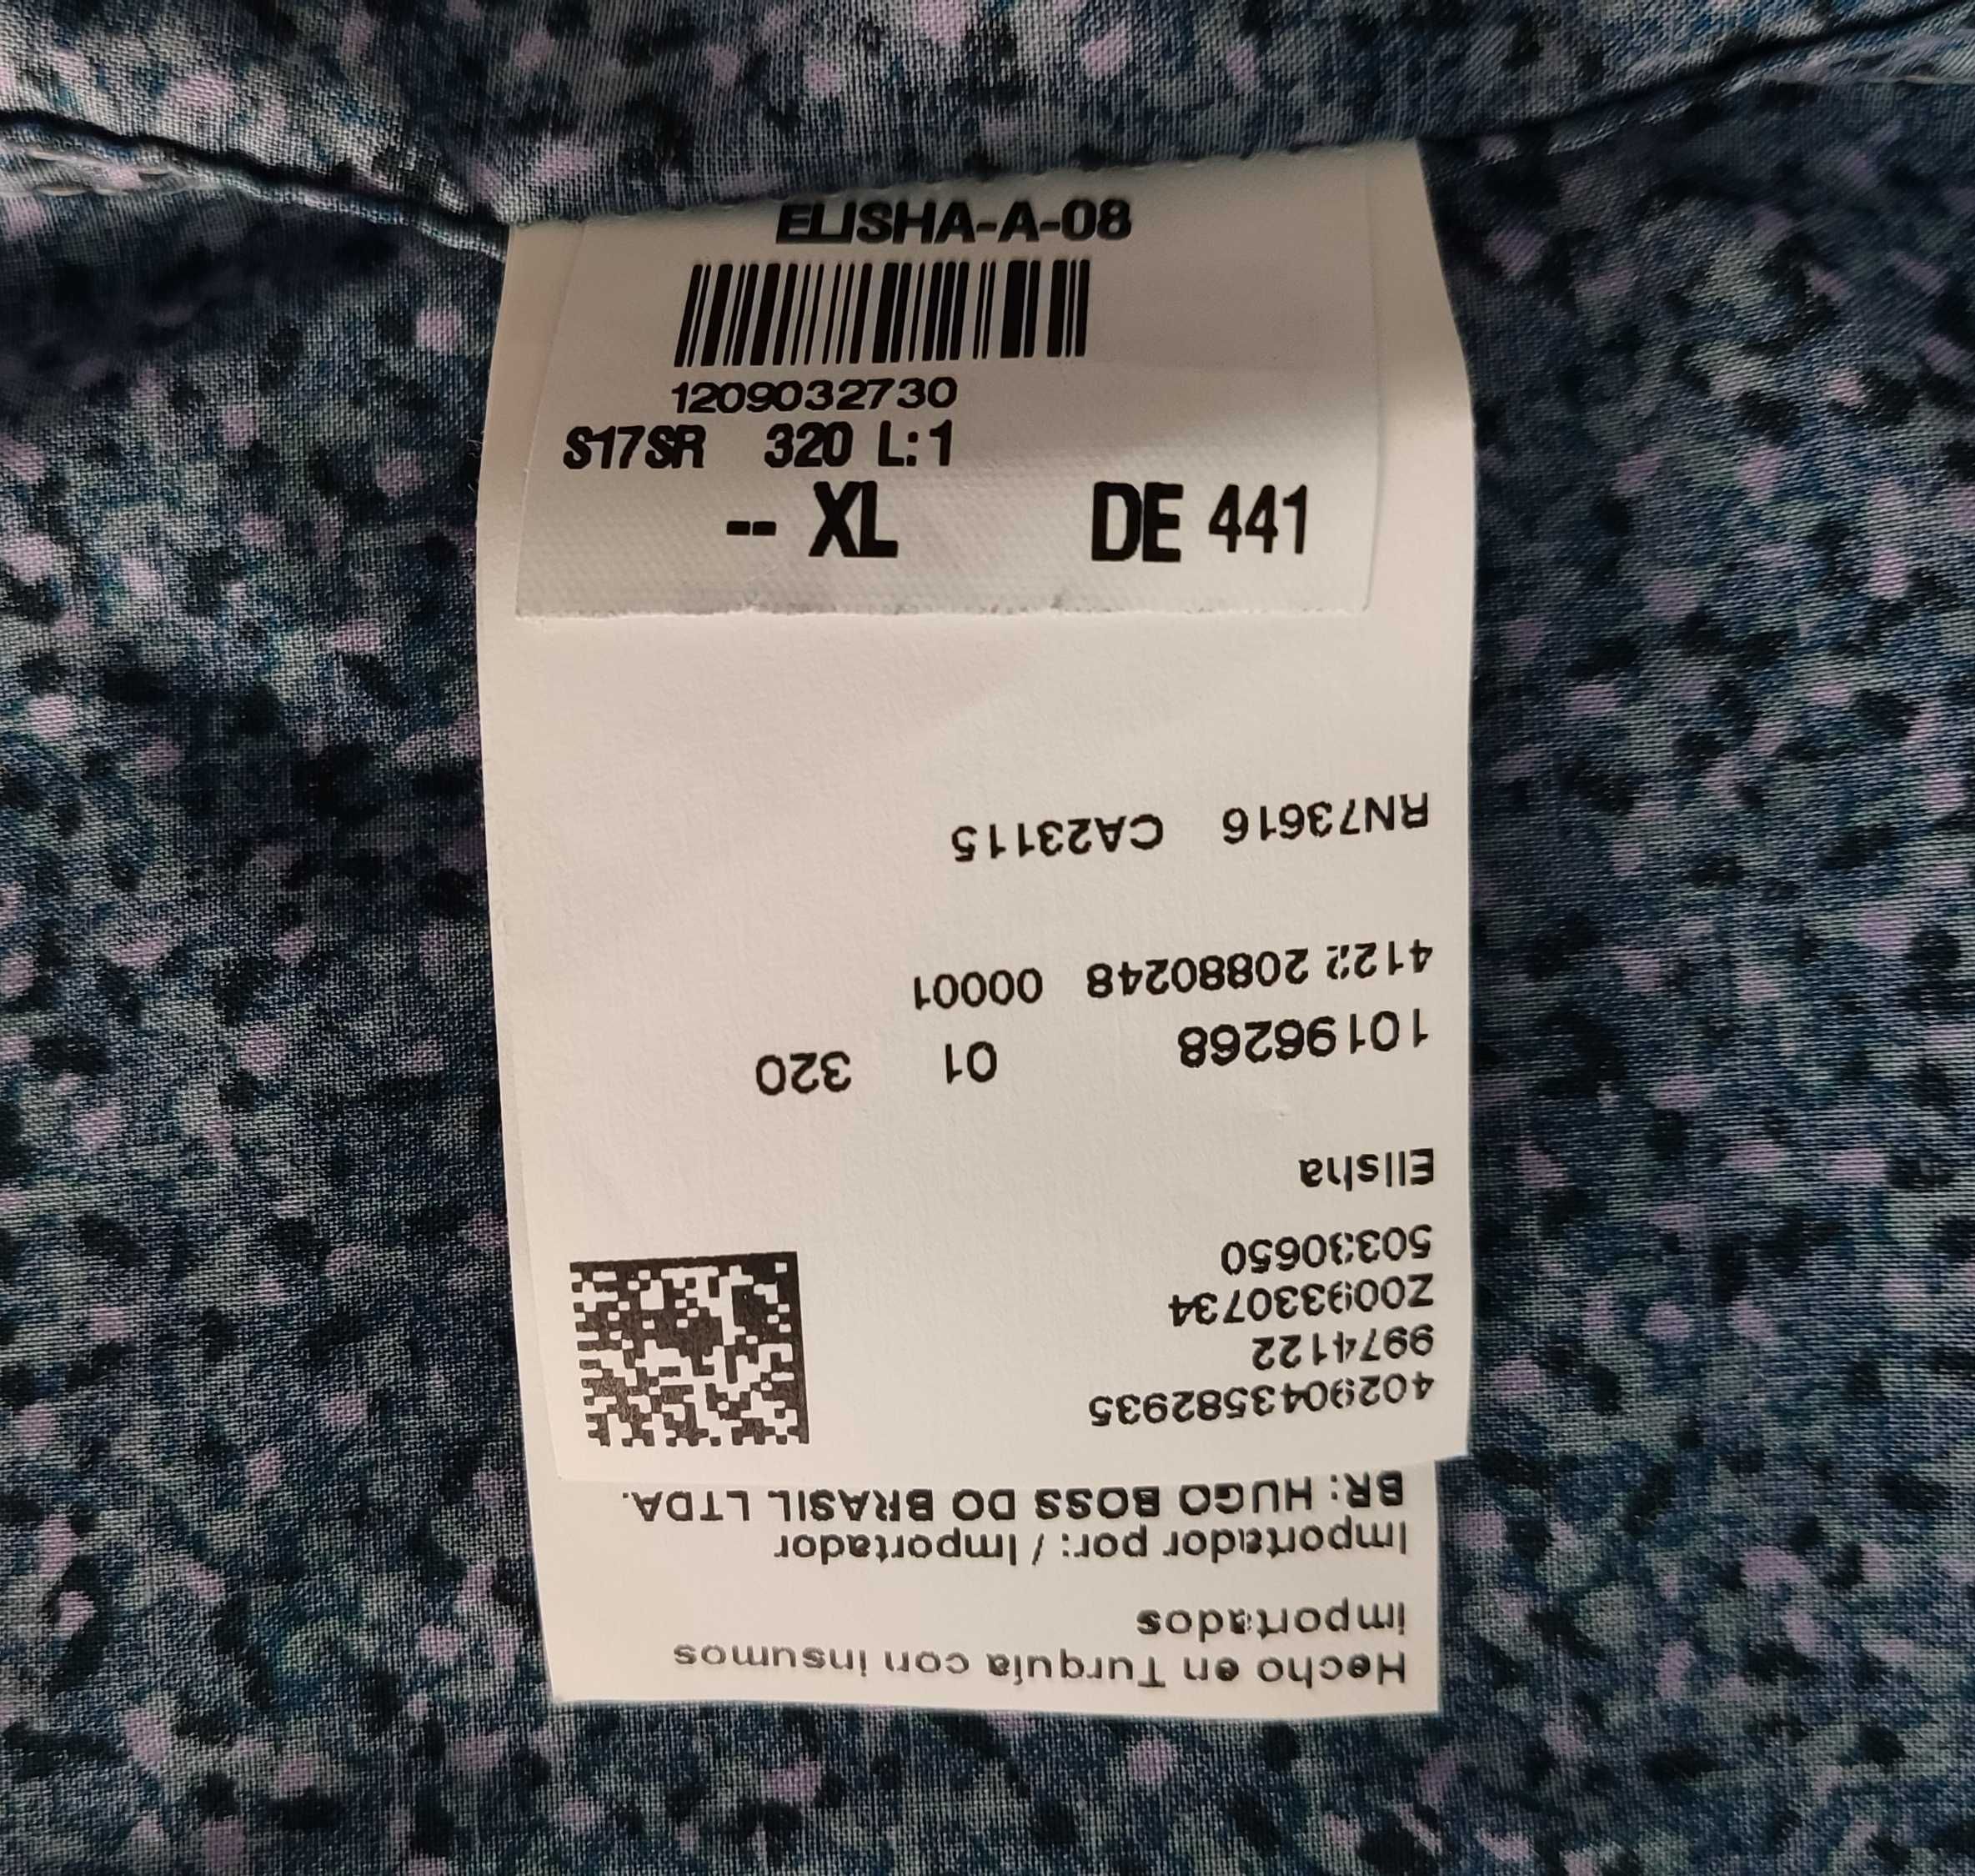 ELISHA-A-08
1209032730
S17SR 320 L:1
-- XL DE 441
Hecho en Turquía con insumos
importados
Importador por: / Importador
BR: HUGO BOSS DO BRASIL LTDA.
4029043582935
9974122
Z009330734
50330650
Elisha
10196268 01 320
4122 20880248 00001
RN73616 CA23115